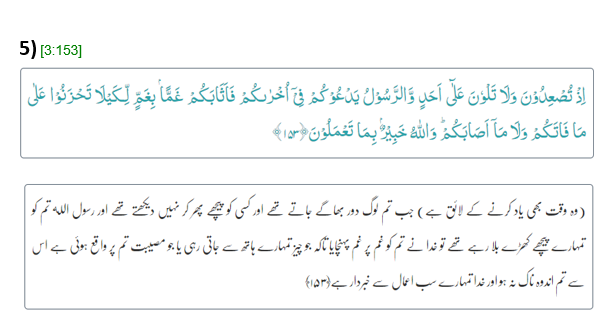 5) [3:153]
اِذْ تُصْعِدُوْنَ وَلَا تَلْوٗنَ عَلٰٓى اَحَدٍ وَّالرَّسُوْلُ يَدْعُوْكُمْ فِىْۤ اُخْرٰٮكُمْ فَاَثَابَكُمْ غَمًّا ۢ بِغَمٍّ لِّـكَيْلَا تَحْزَنُوْا عَلٰى
مَا فَاتَكُمْ وَلَا مَاۤ اَصَابَكُمْ‌ؕ وَاللّٰهُ خَبِيْرٌۢ بِمَا تَعْمَلُوْنَ﴿۱۵۳﴾
(وہ وقت بھی یاد کرنے کے لائق ہے) جب تم لوگ دور بھاگے جاتے تھے اور کسی کو پیچھے پھر کر نہیں دیکھتے تھے اور رسول الله تم کو
تمہارے پیچھے کھڑے بلا رہے تھے تو خدا نے تم کو غم پر غم پہنچایا تاکہ جو چیز تمہارے ہاتھ سے جاتی رہی یا جو مصیبت تم پر واقع ہوئی ہے اس
سے تم اندوہ ناک نہ ہو اور خدا تمہارے سب اعمال سے خبردار ہے﴿۱۵۳﴾